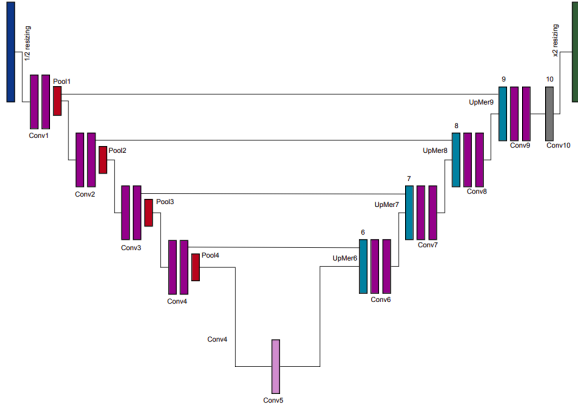 1/2 resizing
x2 resizing
Pool1
9
10
UpMer9
Conv1
Conv9
Conv10
8
Pool2
UpMer8
Conv2
Conv8
7
Pool3
UpMer7
Conv3
Conv7
6
Pool4
UpMer6
Conv4
Conv6
Conv4
Conv5